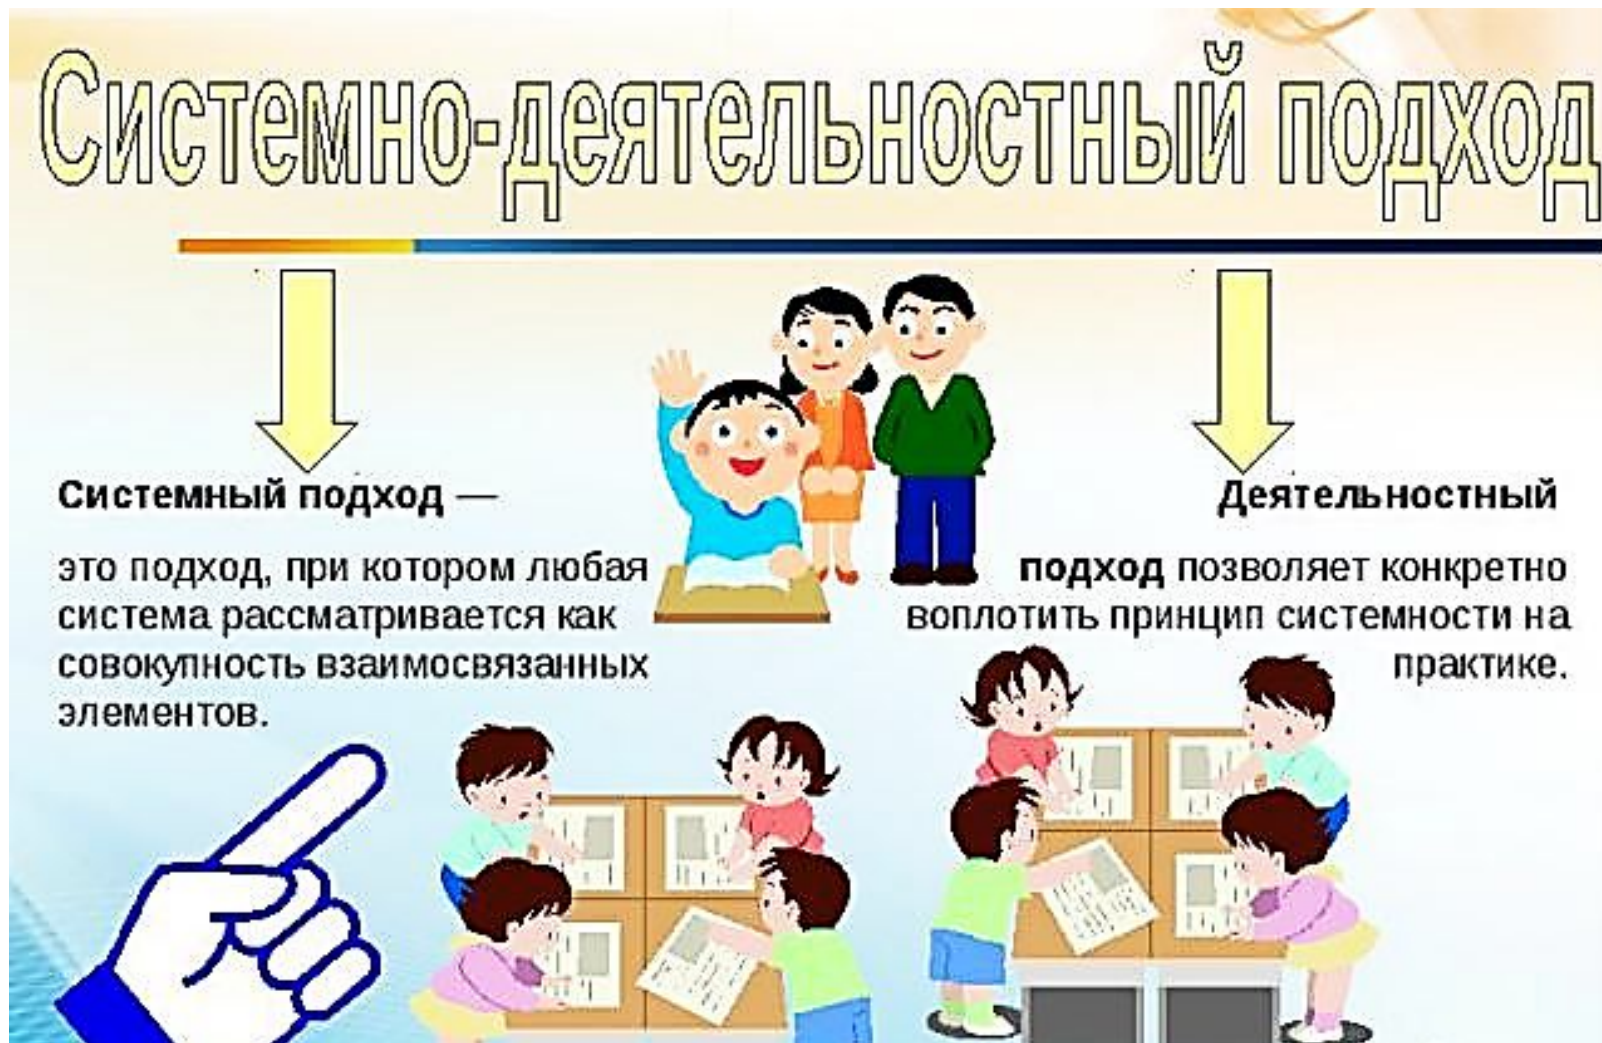 Системно-деятельностный подход
Системный подход —
это подход, при котором любая
система рассматривается как
совокупность взаимосвязанных
элементов.
Деятельностный
подход позволяет конкретно
воплотить принцип системности на
практике.